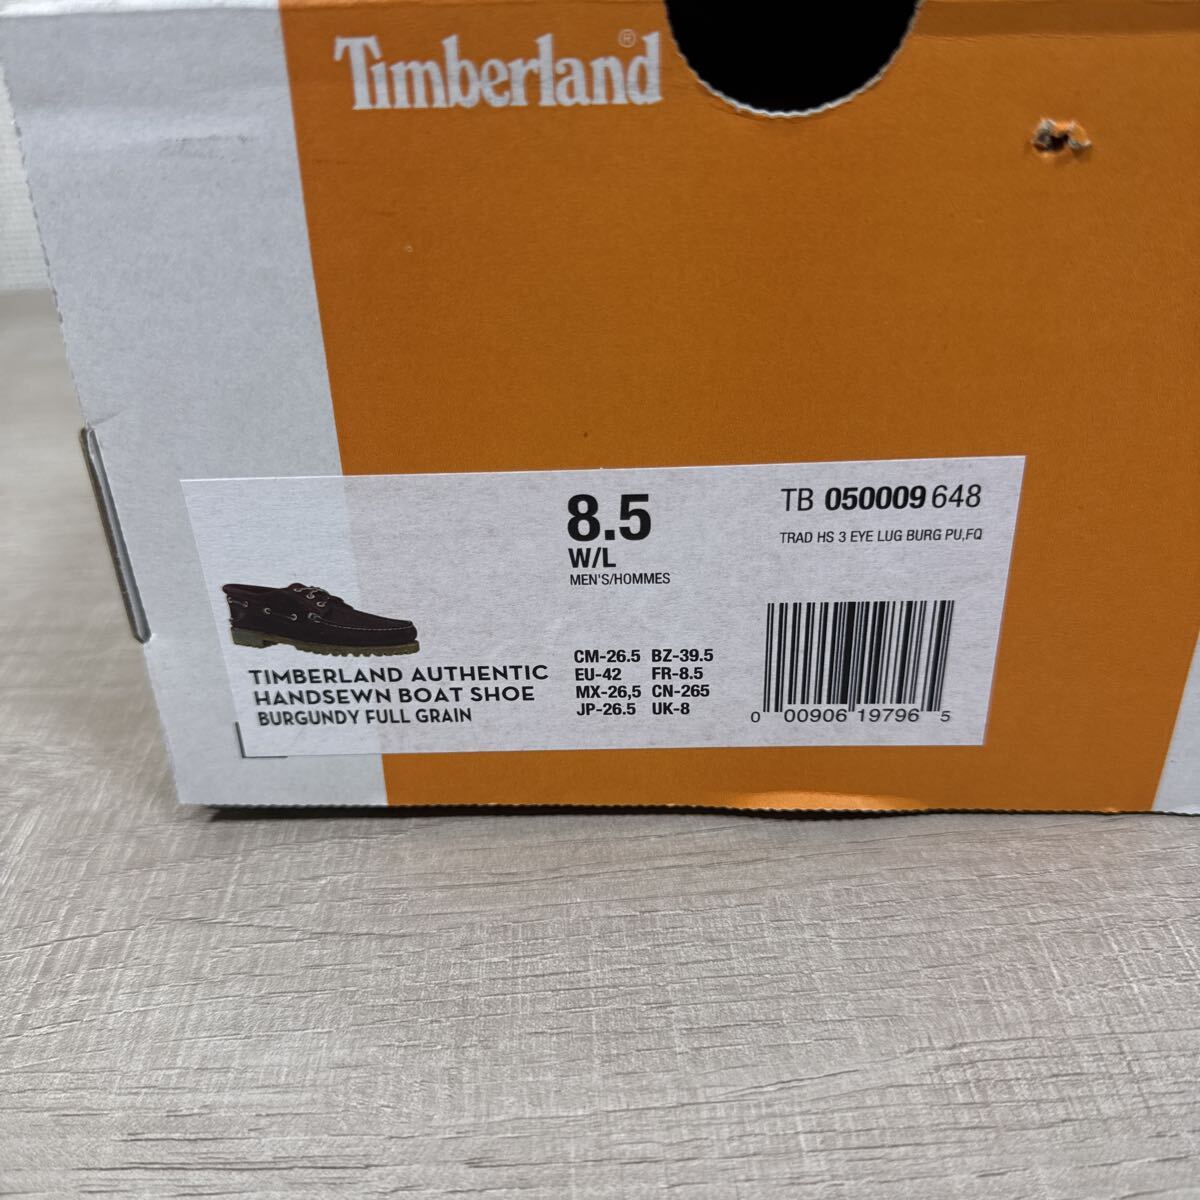 Timberland®
8.5
W/L
MEN'S/HOMMES
TB 050009 648
TRAD HS 3 EYE LUG BURG PU,FQ
TIMBERLAND AUTHENTIC
HANDSEWN BOAT SHOE
BURGUNDY FULL GRAIN
CM-26.5 BZ-39.5
EU-42 FR-8.5
MX-26,5 CN-265
JP-26.5 UK-8
0 00906 19796 5